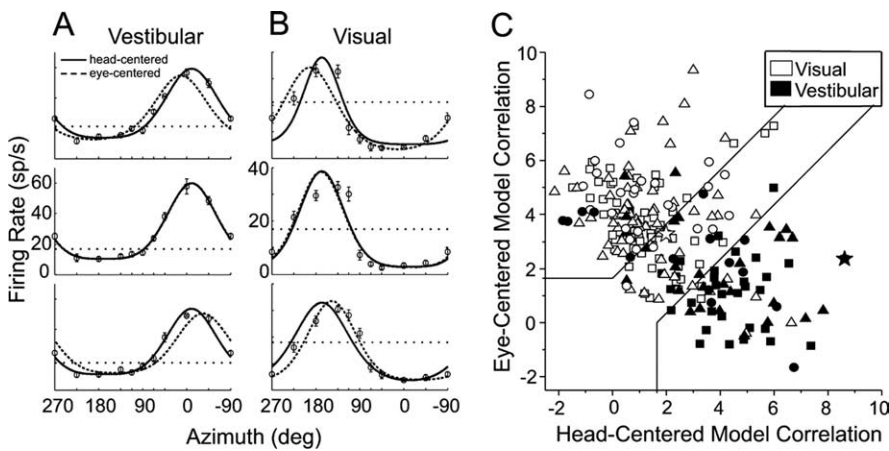 A
Vestibular
head-centered
eye-centered
B
Visual
Firing Rate (sp/s)
60
40
20
0
40
20
0
270 180 90 0 -90
270 180 90 0 -90
Azimuth (deg)
C
Visual
Vestibular
Eye-Centered Model Correlation
10
8
6
4
2
0
-2
-2 0 2 4 6 8 10
Head-Centered Model Correlation